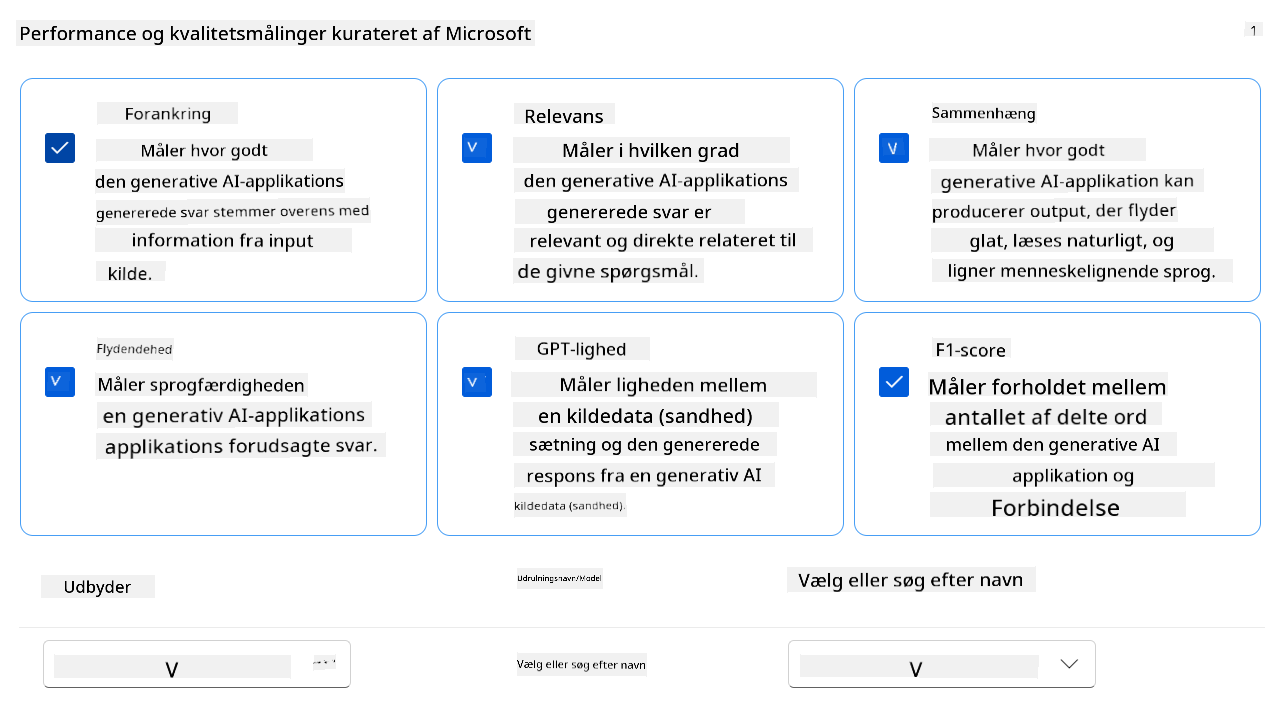 Performance og kvalitetsmålinger kurateret af Microsoft
1
Forankring
Måler hvor godt
den generative AI-applikations
genererede svar stemmer overens med
information fra input
kilde.
V
Relevans
Måler i hvilken grad
den generative AI-applikations
genererede svar er
relevant og direkte relateret til
de givne spørgsmål.
V
Sammenhæng
Måler hvor godt
generative AI-applikation kan
producerer output, der flyder
glat, læses naturligt, og
ligner menneskelignende sprog.
V
Flydendehed
Måler sprogfærdigheden
en generativ AI-applikations
applikations forudsagte svar.
V
GPT-lighed
Måler ligheden mellem
en kildedata (sandhed)
sætning og den genererede
respons fra en generativ AI
kildedata (sandhed).
F1-score
Måler forholdet mellem
antallet af delte ord
mellem den generative AI
applikation og
Forbindelse
Udbyder
Udrulningsnavn/Model
Vælg eller søg efter navn
V
Vælg eller søg efter navn
V